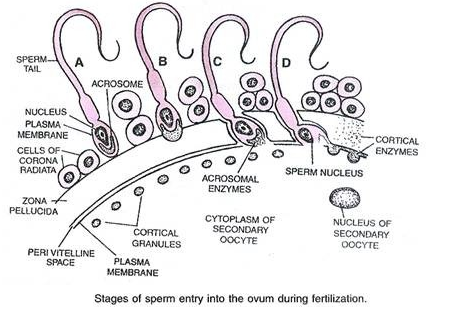 A
B
C
D
SPERM
TAIL
ACROSOME
NUCLEUS
PLASMA
MEMBRANE
CELLS OF
CORONA
RADIATA
ZONA
PELLUCIDA
PERI VITELLINE
SPACE
PLASMA
MEMBRANE
CORTICAL
GRANULES
ACROSOMAL
ENZYMES
CYTOPLASM OF
SECONDARY
OOCYTE
SPERM NUCLEUS
CORTICAL
ENZYMES
NUCLEUS OF
SECONDARY
OOCYTE
Stages of sperm entry into the ovum during fertilization.